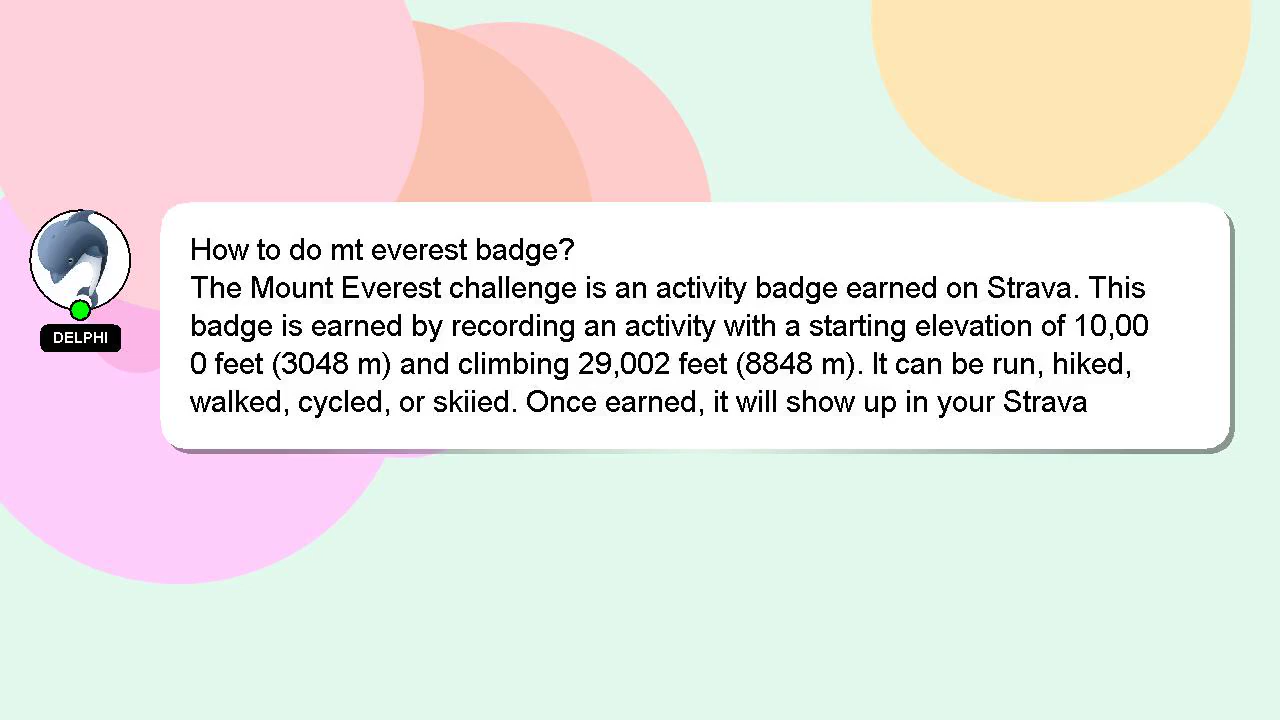 How to do mt everest badge?
The Mount Everest challenge is an activity badge earned on Strava. This
badge is earned by recording an activity with a starting elevation of 10,00
0 feet (3048 m) and climbing 29,002 feet (8848 m). It can be run, hiked,
walked, cycled, or skiied. Once earned, it will show up in your Strava
DELPHI